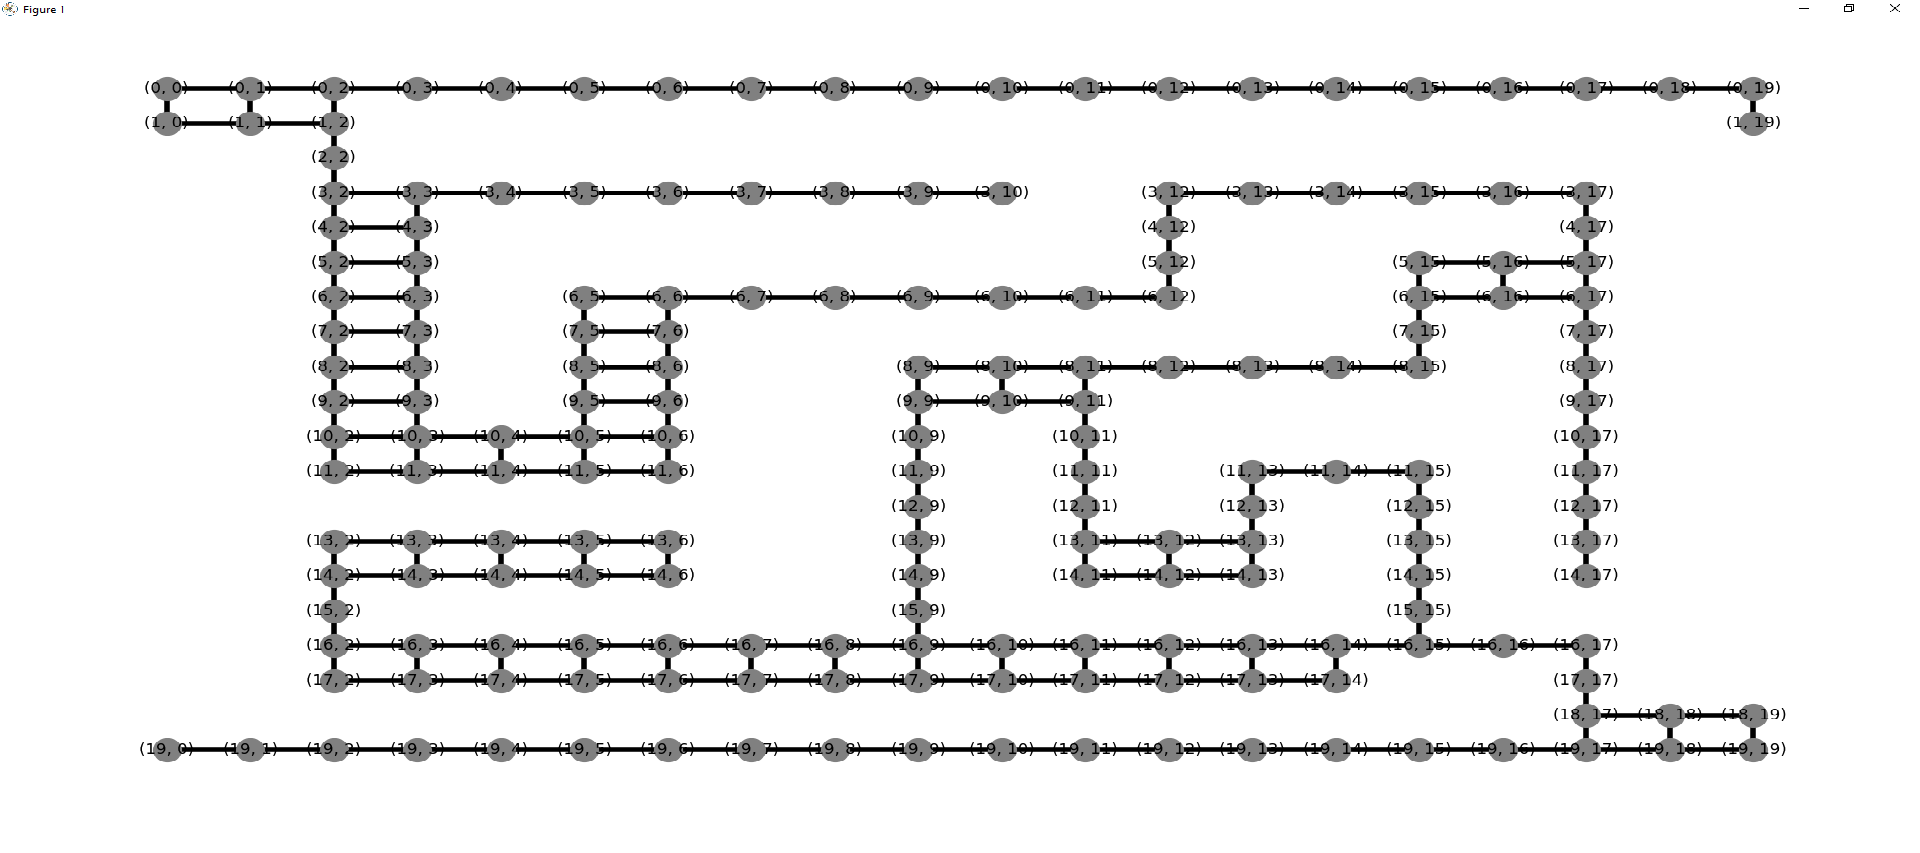 Figure 1
(0, 0) (0, 1) (0, 2) (0, 3) (0, 4) (0, 5) (0, 6) (0, 7) (0, 8) (0, 9) (0, 10) (0, 11) (0, 12) (0, 13) (0, 14) (0, 15) (0, 16) (0, 17) (0, 18) (0, 19)
(1, 0) (1, 1) (1, 2) (1, 19)
(2, 2)
(3, 2) (3, 3) (3, 4) (3, 5) (3, 6) (3, 7) (3, 8) (3, 9) (3, 10) (3, 12) (3, 13) (3, 14) (3, 15) (3, 16) (3, 17)
(4, 2) (4, 3) (4, 12) (4, 17)
(5, 2) (5, 3) (5, 12) (5, 15) (5, 16) (5, 17)
(6, 2) (6, 3) (6, 5) (6, 6) (6, 7) (6, 8) (6, 9) (6, 10) (6, 11) (6, 12) (6, 15) (6, 16) (6, 17)
(7, 2) (7, 3) (7, 5) (7, 6) (7, 15) (7, 17)
(8, 2) (8, 3) (8, 5) (8, 6) (8, 9) (8, 10) (8, 11) (8, 12) (8, 13) (8, 14) (8, 15) (8, 17)
(9, 2) (9, 3) (9, 5) (9, 6) (9, 9) (9, 10) (9, 11) (9, 17)
(10, 2) (10, 3) (10, 4) (10, 5) (10, 6) (10, 9) (10, 11) (10, 17)
(11, 2) (11, 3) (11, 4) (11, 5) (11, 6) (11, 9) (11, 11) (11, 13) (11, 14) (11, 15) (11, 17)
(12, 9) (12, 11) (12, 13) (12, 15) (12, 17)
(13, 2) (13, 3) (13, 4) (13, 5) (13, 6) (13, 9) (13, 11) (13, 12) (13, 13) (13, 15) (13, 17)
(14, 2) (14, 3) (14, 4) (14, 5) (14, 6) (14, 9) (14, 11) (14, 12) (14, 13) (14, 15) (14, 17)
(15, 2) (15, 9) (15, 15)
(16, 2) (16, 3) (16, 4) (16, 5) (16, 6) (16, 7) (16, 8) (16, 9) (16, 10) (16, 11) (16, 12) (16, 13) (16, 14) (16, 15) (16, 16) (16, 17)
(17, 2) (17, 3) (17, 4) (17, 5) (17, 6) (17, 7) (17, 8) (17, 9) (17, 10) (17, 11) (17, 12) (17, 13) (17, 14) (17, 17)
(18, 17) (18, 18) (18, 19)
(19, 0) (19, 1) (19, 2) (19, 3) (19, 4) (19, 5) (19, 6) (19, 7) (19, 8) (19, 9) (19, 10) (19, 11) (19, 12) (19, 13) (19, 14) (19, 15) (19, 16) (19, 17) (19, 18) (19, 19)